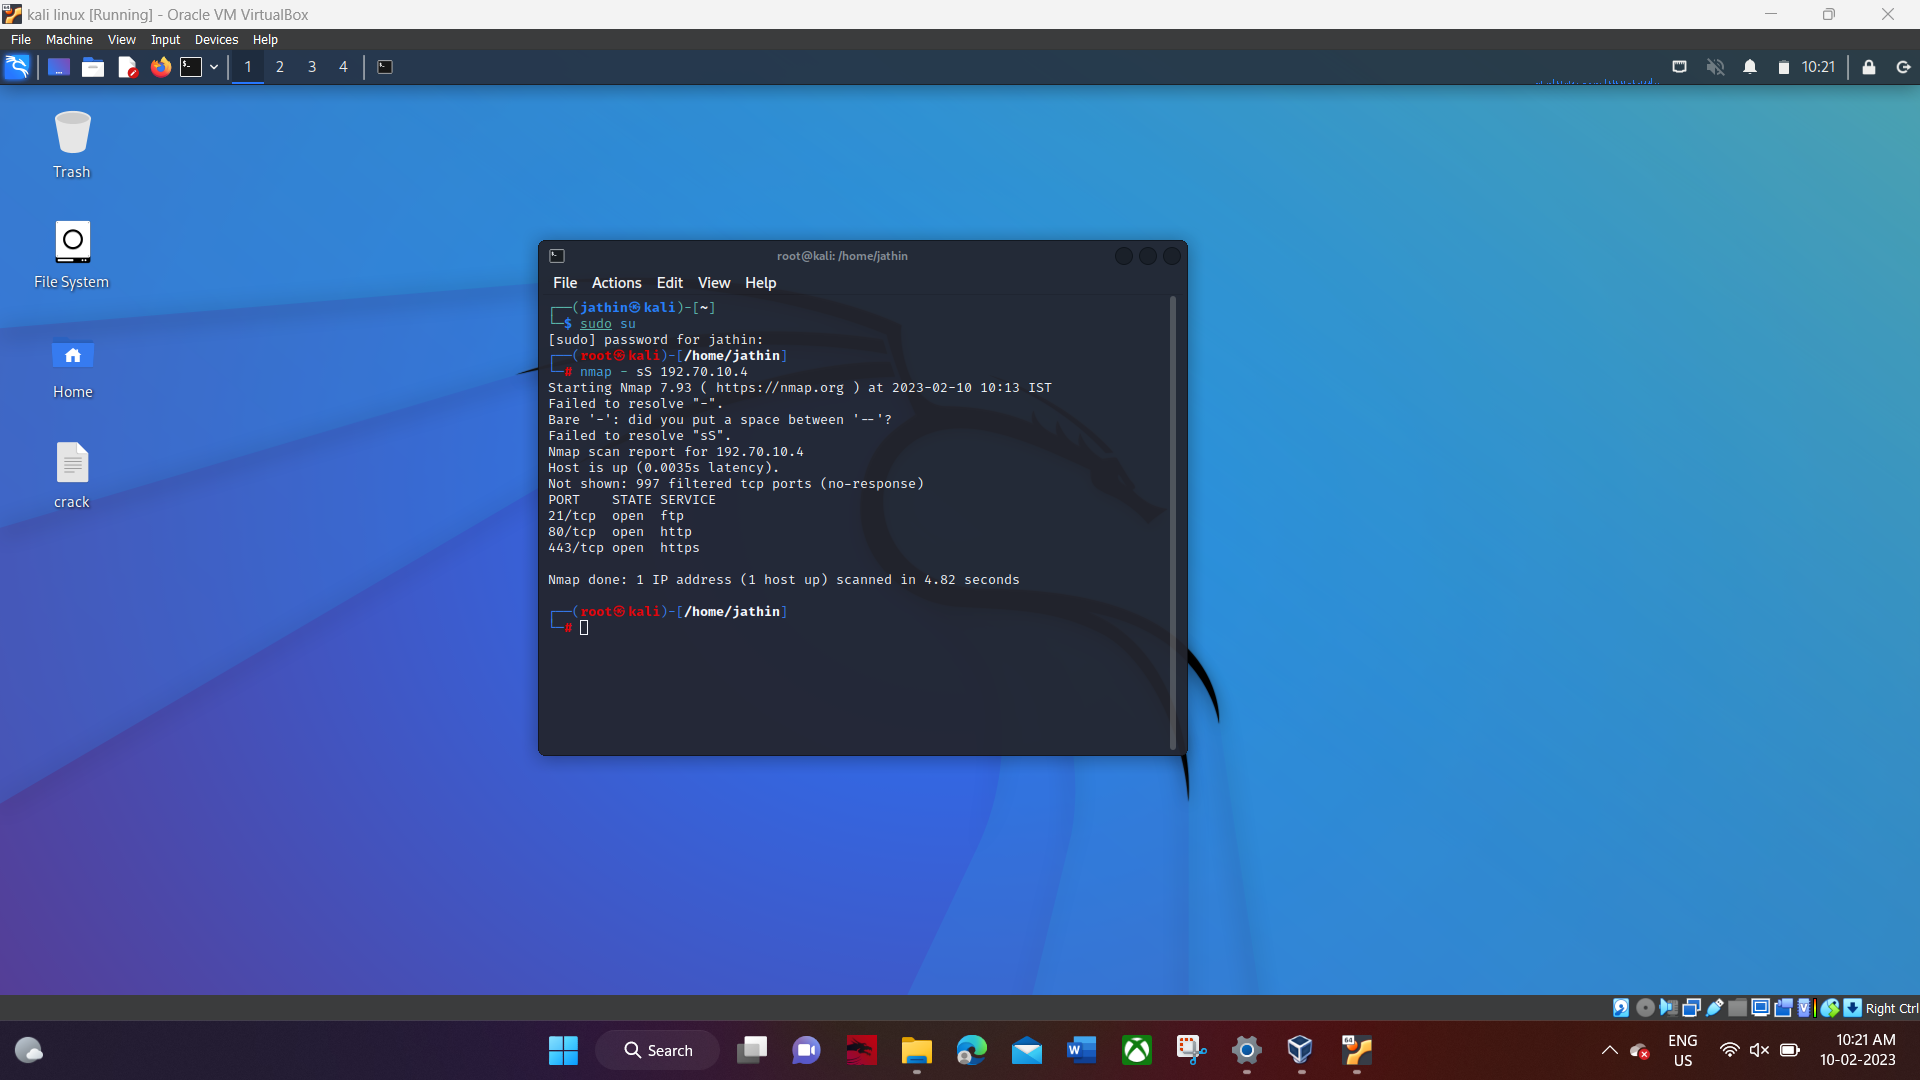 kali linux [Running] - Oracle VM VirtualBox
File Machine View Input Devices Help
1 2 3 4
10:21
Trash
File System
Home
crack
root@kali: /home/jathin
File Actions Edit View Help
┌──(jathin㉿kali)-[~]
└─$ sudo su
[sudo] password for jathin:
┌──(root㉿kali)-[/home/jathin]
└─# nmap - sS 192.70.10.4
Starting Nmap 7.93 ( https://nmap.org ) at 2023-02-10 10:13 IST
Failed to resolve "-".
Bare '-': did you put a space between '--'?
Failed to resolve "sS".
Nmap scan report for 192.70.10.4
Host is up (0.0035s latency).
Not shown: 997 filtered tcp ports (no-response)
PORT    STATE SERVICE
21/tcp  open  ftp
80/tcp  open  http
443/tcp open  https
Nmap done: 1 IP address (1 host up) scanned in 4.82 seconds
┌──(root㉿kali)-[/home/jathin]
└─#
Right Ctrl
Search
ENG
US
10:21 AM
10-02-2023